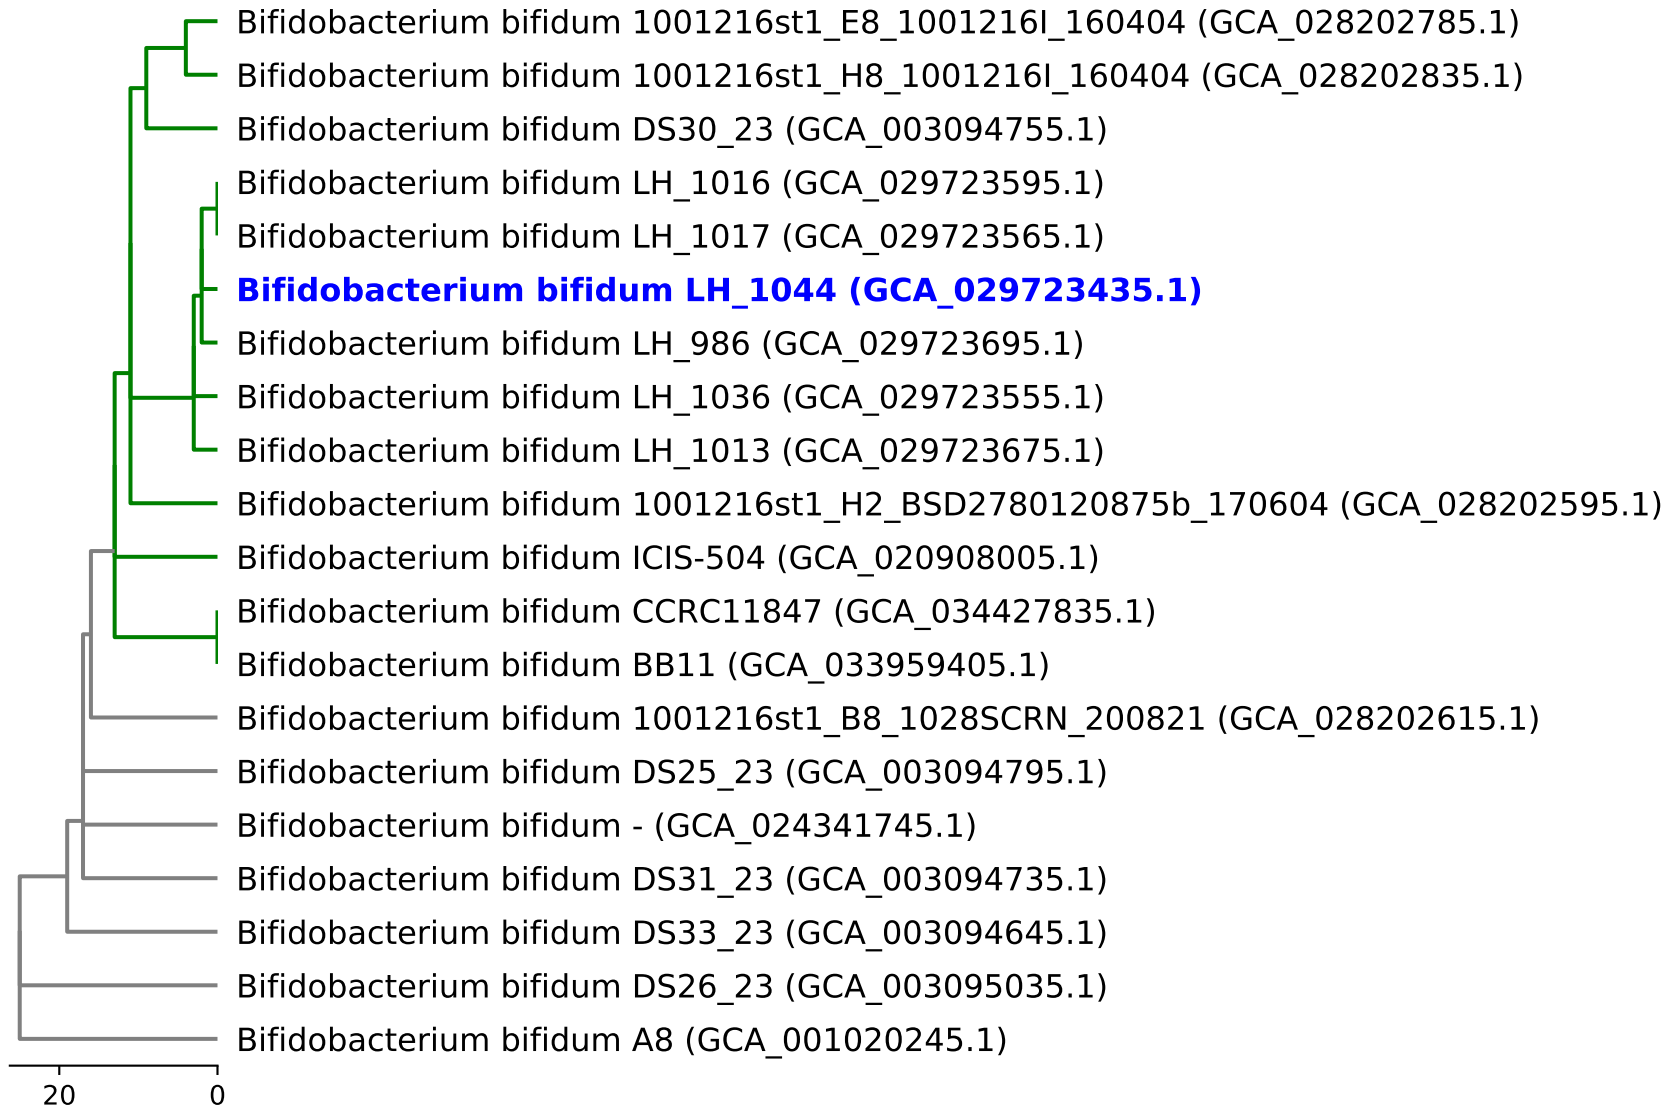 Bifidobacterium bifidum 1001216st1_E8_1001216I_160404 (GCA_028202785.1)
Bifidobacterium bifidum 1001216st1_H8_1001216I_160404 (GCA_028202835.1)
Bifidobacterium bifidum DS30_23 (GCA_003094755.1)
Bifidobacterium bifidum LH_1016 (GCA_029723595.1)
Bifidobacterium bifidum LH_1017 (GCA_029723565.1)
Bifidobacterium bifidum LH_1044 (GCA_029723435.1)
Bifidobacterium bifidum LH_986 (GCA_029723695.1)
Bifidobacterium bifidum LH_1036 (GCA_029723555.1)
Bifidobacterium bifidum LH_1013 (GCA_029723675.1)
Bifidobacterium bifidum 1001216st1_H2_BSD2780120875b_170604 (GCA_028202595.1)
Bifidobacterium bifidum ICIS-504 (GCA_020908005.1)
Bifidobacterium bifidum CCRC11847 (GCA_034427835.1)
Bifidobacterium bifidum BB11 (GCA_033959405.1)
Bifidobacterium bifidum 1001216st1_B8_1028SCRN_200821 (GCA_028202615.1)
Bifidobacterium bifidum DS25_23 (GCA_003094795.1)
Bifidobacterium bifidum - (GCA_024341745.1)
Bifidobacterium bifidum DS31_23 (GCA_003094735.1)
Bifidobacterium bifidum DS33_23 (GCA_003094645.1)
Bifidobacterium bifidum DS26_23 (GCA_003095035.1)
Bifidobacterium bifidum A8 (GCA_001020245.1)
20 0